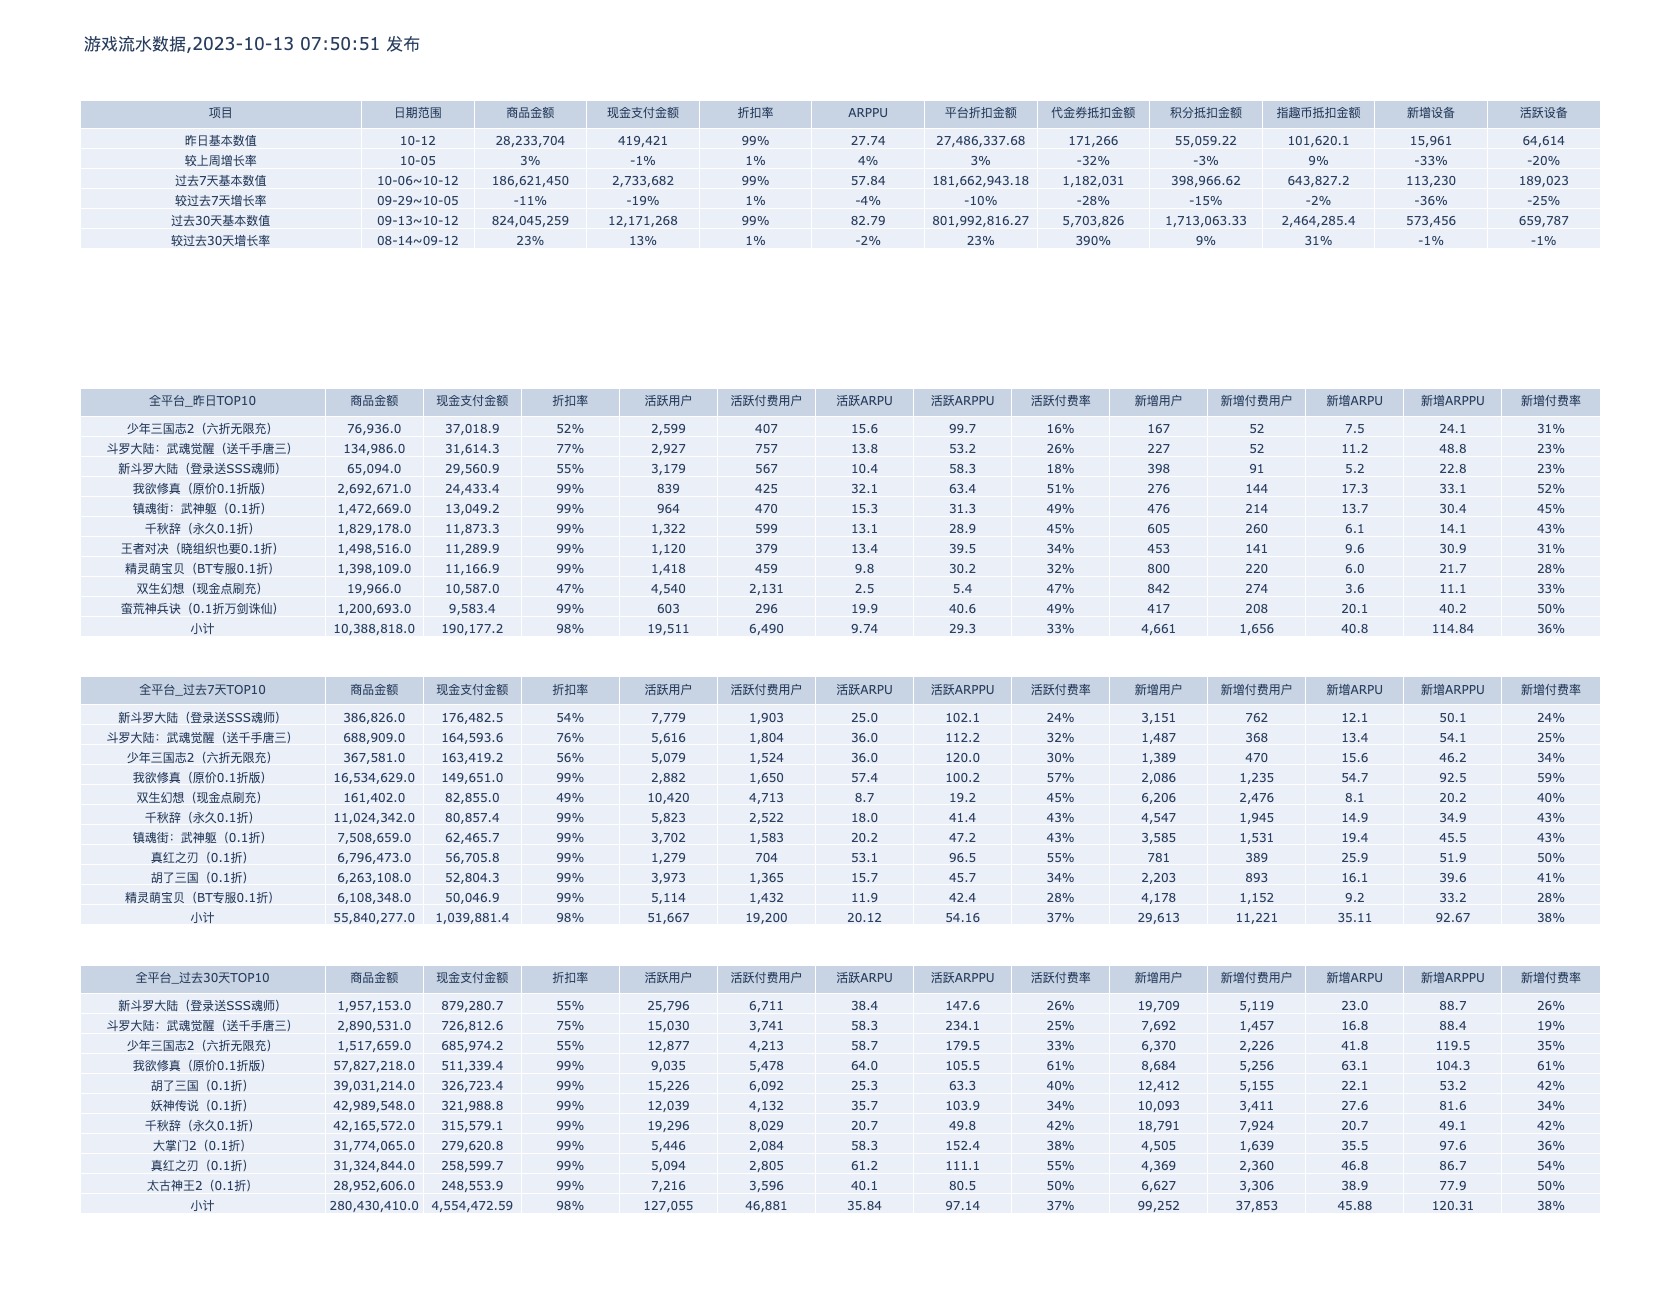 游戏流水数据,2023-10-13 07:50:51 发布
项目 日期范围 商品金额 现金支付金额 折扣率 ARPPU 平台折扣金额 代金券抵扣金额 积分抵扣金额 指趣币抵扣金额 新增设备 活跃设备
昨日基本数值 10-12 28,233,704 419,421 99% 27.74 27,486,337.68 171,266 55,059.22 101,620.1 15,961 64,614
较上周增长率 10-05 3% -1% 1% 4% 3% -32% -3% 9% -33% -20%
过去7天基本数值 10-06~10-12 186,621,450 2,733,682 99% 57.84 181,662,943.18 1,182,031 398,966.62 643,827.2 113,230 189,023
较过去7天增长率 09-29~10-05 -11% -19% 1% -4% -10% -28% -15% -2% -36% -25%
过去30天基本数值 09-13~10-12 824,045,259 12,171,268 99% 82.79 801,992,816.27 5,703,826 1,713,063.33 2,464,285.4 573,456 659,787
较过去30天增长率 08-14~09-12 23% 13% 1% -2% 23% 390% 9% 31% -1% -1%
全平台_昨日TOP10 商品金额 现金支付金额 折扣率 活跃用户 活跃付费用户 活跃ARPU 活跃ARPPU 活跃付费率 新增用户 新增付费用户 新增ARPU 新增ARPPU 新增付费率
少年三国志2（六折无限充） 76,936.0 37,018.9 52% 2,599 407 15.6 99.7 16% 167 52 7.5 24.1 31%
斗罗大陆：武魂觉醒（送千手唐三） 134,986.0 31,614.3 77% 2,927 757 13.8 53.2 26% 227 52 11.2 48.8 23%
新斗罗大陆（登录送SSS魂师） 65,094.0 29,560.9 55% 3,179 567 10.4 58.3 18% 398 91 5.2 22.8 23%
我欲修真（原价0.1折版） 2,692,671.0 24,433.4 99% 839 425 32.1 63.4 51% 276 144 17.3 33.1 52%
镇魂街：武神躯（0.1折） 1,472,669.0 13,049.2 99% 964 470 15.3 31.3 49% 476 214 13.7 30.4 45%
千秋辞（永久0.1折） 1,829,178.0 11,873.3 99% 1,322 599 13.1 28.9 45% 605 260 6.1 14.1 43%
王者对决（晓组织也要0.1折） 1,498,516.0 11,289.9 99% 1,120 379 13.4 39.5 34% 453 141 9.6 30.9 31%
精灵萌宝贝（BT专服0.1折） 1,398,109.0 11,166.9 99% 1,418 459 9.8 30.2 32% 800 220 6.0 21.7 28%
双生幻想（现金点刷充） 19,966.0 10,587.0 47% 4,540 2,131 2.5 5.4 47% 842 274 3.6 11.1 33%
蛮荒神兵诀（0.1折万剑诛仙） 1,200,693.0 9,583.4 99% 603 296 19.9 40.6 49% 417 208 20.1 40.2 50%
小计 10,388,818.0 190,177.2 98% 19,511 6,490 9.74 29.3 33% 4,661 1,656 40.8 114.84 36%
全平台_过去7天TOP10 商品金额 现金支付金额 折扣率 活跃用户 活跃付费用户 活跃ARPU 活跃ARPPU 活跃付费率 新增用户 新增付费用户 新增ARPU 新增ARPPU 新增付费率
新斗罗大陆（登录送SSS魂师） 386,826.0 176,482.5 54% 7,779 1,903 25.0 102.1 24% 3,151 762 12.1 50.1 24%
斗罗大陆：武魂觉醒（送千手唐三） 688,909.0 164,593.6 76% 5,616 1,804 36.0 112.2 32% 1,487 368 13.4 54.1 25%
少年三国志2（六折无限充） 367,581.0 163,419.2 56% 5,079 1,524 36.0 120.0 30% 1,389 470 15.6 46.2 34%
我欲修真（原价0.1折版） 16,534,629.0 149,651.0 99% 2,882 1,650 57.4 100.2 57% 2,086 1,235 54.7 92.5 59%
双生幻想（现金点刷充） 161,402.0 82,855.0 49% 10,420 4,713 8.7 19.2 45% 6,206 2,476 8.1 20.2 40%
千秋辞（永久0.1折） 11,024,342.0 80,857.4 99% 5,823 2,522 18.0 41.4 43% 4,547 1,945 14.9 34.9 43%
镇魂街：武神躯（0.1折） 7,508,659.0 62,465.7 99% 3,702 1,583 20.2 47.2 43% 3,585 1,531 19.4 45.5 43%
真红之刃（0.1折） 6,796,473.0 56,705.8 99% 1,279 704 53.1 96.5 55% 781 389 25.9 51.9 50%
胡了三国（0.1折） 6,263,108.0 52,804.3 99% 3,973 1,365 15.7 45.7 34% 2,203 893 16.1 39.6 41%
精灵萌宝贝（BT专服0.1折） 6,108,348.0 50,046.9 99% 5,114 1,432 11.9 42.4 28% 4,178 1,152 9.2 33.2 28%
小计 55,840,277.0 1,039,881.4 98% 51,667 19,200 20.12 54.16 37% 29,613 11,221 35.11 92.67 38%
全平台_过去30天TOP10 商品金额 现金支付金额 折扣率 活跃用户 活跃付费用户 活跃ARPU 活跃ARPPU 活跃付费率 新增用户 新增付费用户 新增ARPU 新增ARPPU 新增付费率
新斗罗大陆（登录送SSS魂师） 1,957,153.0 879,280.7 55% 25,796 6,711 38.4 147.6 26% 19,709 5,119 23.0 88.7 26%
斗罗大陆：武魂觉醒（送千手唐三） 2,890,531.0 726,812.6 75% 15,030 3,741 58.3 234.1 25% 7,692 1,457 16.8 88.4 19%
少年三国志2（六折无限充） 1,517,659.0 685,974.2 55% 12,877 4,213 58.7 179.5 33% 6,370 2,226 41.8 119.5 35%
我欲修真（原价0.1折版） 57,827,218.0 511,339.4 99% 9,035 5,478 64.0 105.5 61% 8,684 5,256 63.1 104.3 61%
胡了三国（0.1折） 39,031,214.0 326,723.4 99% 15,226 6,092 25.3 63.3 40% 12,412 5,155 22.1 53.2 42%
妖神传说（0.1折） 42,989,548.0 321,988.8 99% 12,039 4,132 35.7 103.9 34% 10,093 3,411 27.6 81.6 34%
千秋辞（永久0.1折） 42,165,572.0 315,579.1 99% 19,296 8,029 20.7 49.8 42% 18,791 7,924 20.7 49.1 42%
大掌门2（0.1折） 31,774,065.0 279,620.8 99% 5,446 2,084 58.3 152.4 38% 4,505 1,639 35.5 97.6 36%
真红之刃（0.1折） 31,324,844.0 258,599.7 99% 5,094 2,805 61.2 111.1 55% 4,369 2,360 46.8 86.7 54%
太古神王2（0.1折） 28,952,606.0 248,553.9 99% 7,216 3,596 40.1 80.5 50% 6,627 3,306 38.9 77.9 50%
小计 280,430,410.0 4,554,472.59 98% 127,055 46,881 35.84 97.14 37% 99,252 37,853 45.88 120.31 38%